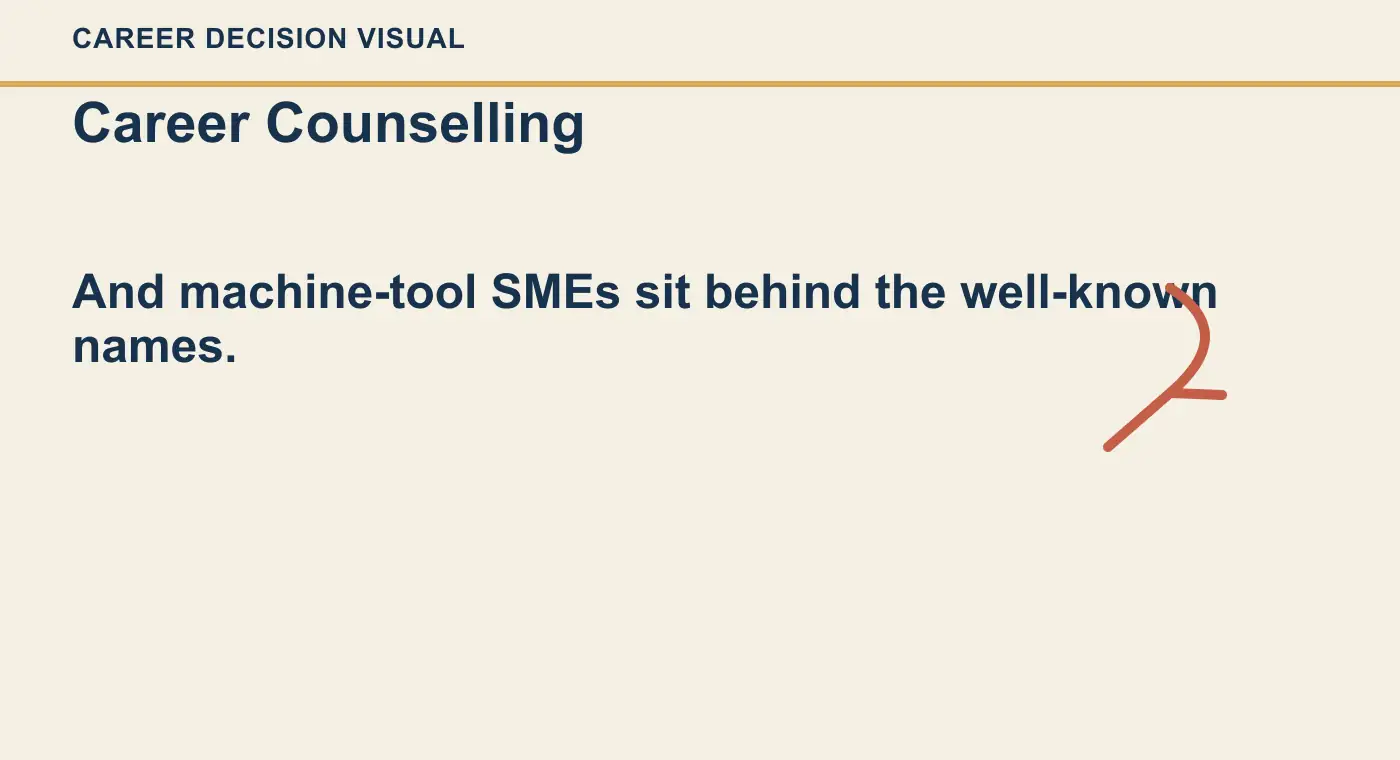 CAREER DECISION VISUAL
Career Counselling
And machine-tool SMEs sit behind the well-known
names.